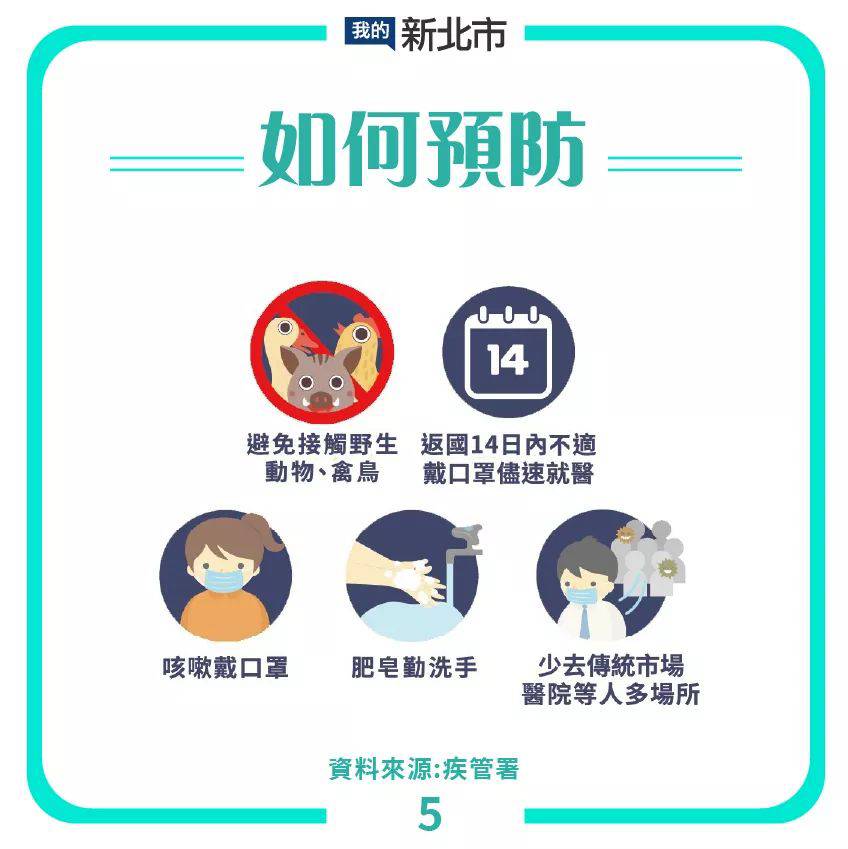 我的 新北市
如何預防
14
避免接觸野生
動物、禽鳥
返國14日內不適
戴口罩儘速就醫
咳嗽戴口罩
肥皂勤洗手
少去傳統市場
醫院等人多場所
資料來源:疾管署
5